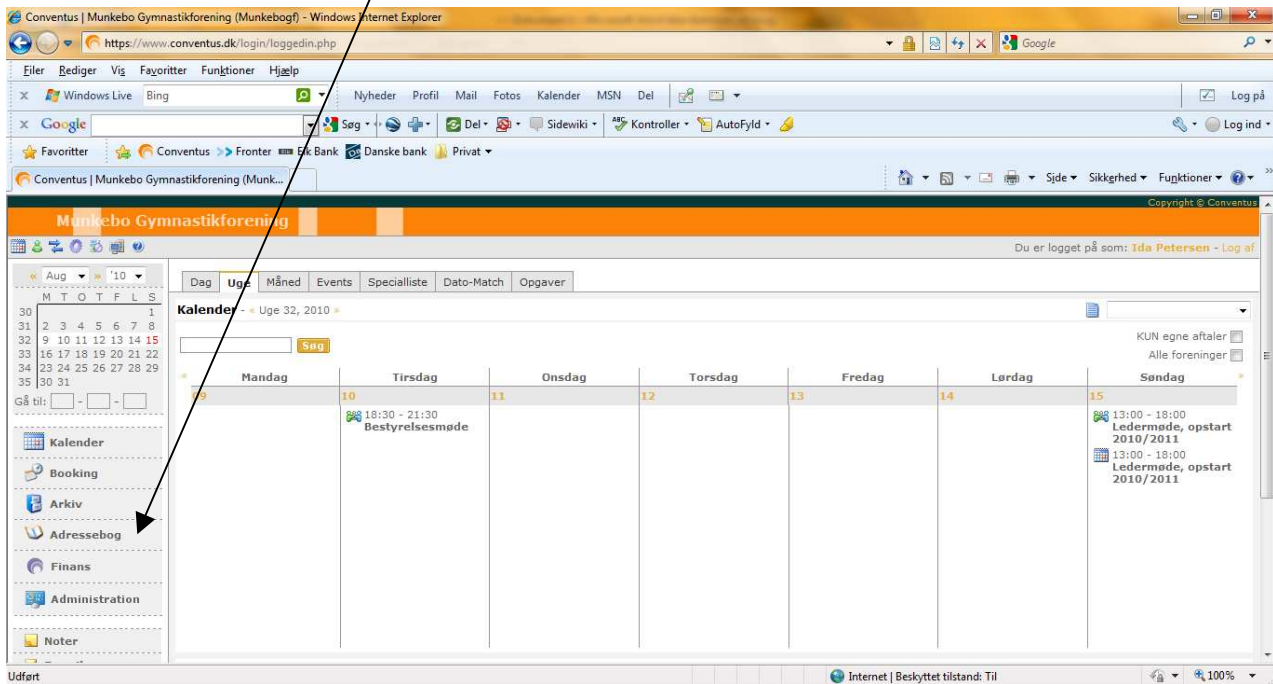 Conventus | Munkebo Gymnastikforening (Munkebogf) - Windows Internet Explorer
https://www.conventus.dk/login/loggedin.php
Google
Filer Rediger Vis Favoritter Funktioner Hjælp
x Windows Live Bing Nyheder Profil Mail Fotos Kalender MSN Del Log på
x Google Søg Del Sidewiki ABC Kontroller AutoFyld Log ind
Favoritter Conventus >> Fronter Eik Bank Danske bank Privat
Conventus | Munkebo Gymnastikforening (Munk... Side Sikkerhed Funktioner
Copyright © Conventus
Munkebo Gymnastikforening
Du er logget på som: Ida Petersen - Log af
« Aug » '10
M T O T F L S
30 1
31 2 3 4 5 6 7 8
32 9 10 11 12 13 14 15
33 16 17 18 19 20 21 22
34 23 24 25 26 27 28 29
35 30 31
Gå til: - -
Kalender
Booking
Arkiv
Adressebog
Finans
Administration
Noter
Dag Uge Måned Events Specialliste Dato-Match Opgaver
Kalender - « Uge 32, 2010 »
Søg
KUN egne aftaler
Alle foreninger
« Mandag Tirsdag Onsdag Torsdag Fredag Lørdag Søndag »
09 10 11 12 13 14 15
18:30 - 21:30
Bestyrelsesmøde
13:00 - 18:00
Ledermøde, opstart
2010/2011
13:00 - 18:00
Ledermøde, opstart
2010/2011
Udført Internet | Beskyttet tilstand: Til 100%